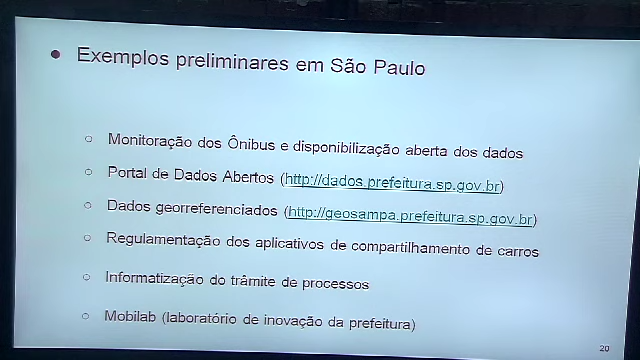 • Exemplos preliminares em São Paulo
○ Monitoração dos Ônibus e disponibilização aberta dos dados
○ Portal de Dados Abertos (http://dados.prefeitura.sp.gov.br)
○ Dados georreferenciados (http://geosampa.prefeitura.sp.gov.br)
○ Regulamentação dos aplicativos de compartilhamento de carros
○ Informatização do trâmite de processos
○ Mobilab (laboratório de inovação da prefeitura)
20